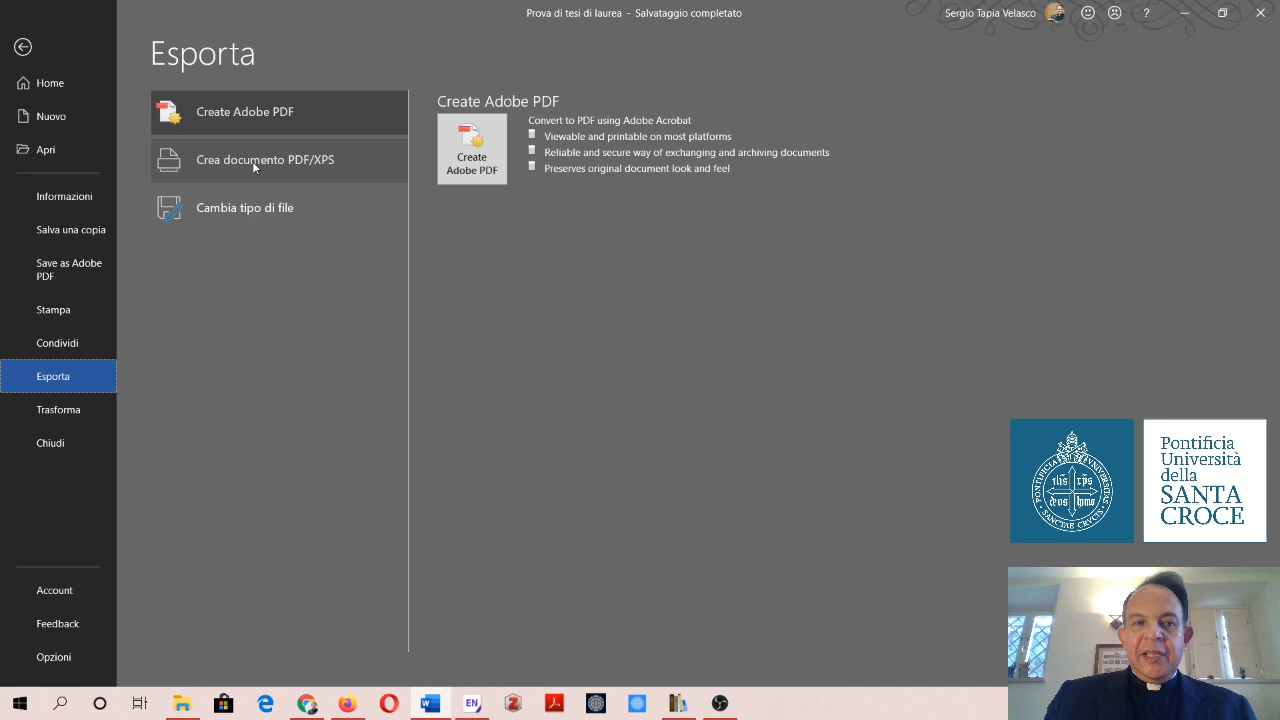 Prova di tesi di laurea - Salvataggio completato
Sergio Tapia Velasco
?
Esporta
Home
Nuovo
Apri
Informazioni
Salva una copia
Save as Adobe
PDF
Stampa
Condividi
Esporta
Trasforma
Chiudi
Account
Feedback
Opzioni
Create Adobe PDF
Crea documento PDF/XPS
Cambia tipo di file
Create Adobe PDF
Create
Adobe PDF
Convert to PDF using Adobe Acrobat
Viewable and printable on most platforms
Reliable and secure way of exchanging and archiving documents
Preserves original document look and feel
PONTIFICIA UNIVERSITAS
SANCTAE CRUCIS
Pontificia
Università
della
SANTA
CROCE
EN